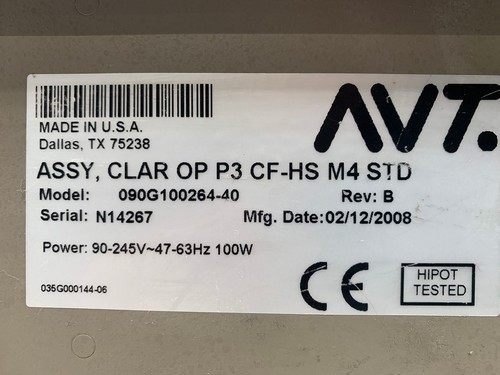 AVT.
MADE IN U.S.A.
Dallas, TX 75238
ASSY, CLAR OP P3 CF-HS M4 STD
Model: 090G100264-40 Rev: B
Serial: N14267 Mfg. Date:02/12/2008
Power: 90-245V~47-63Hz 100W
CE
HIPOT
TESTED
035G000144-06